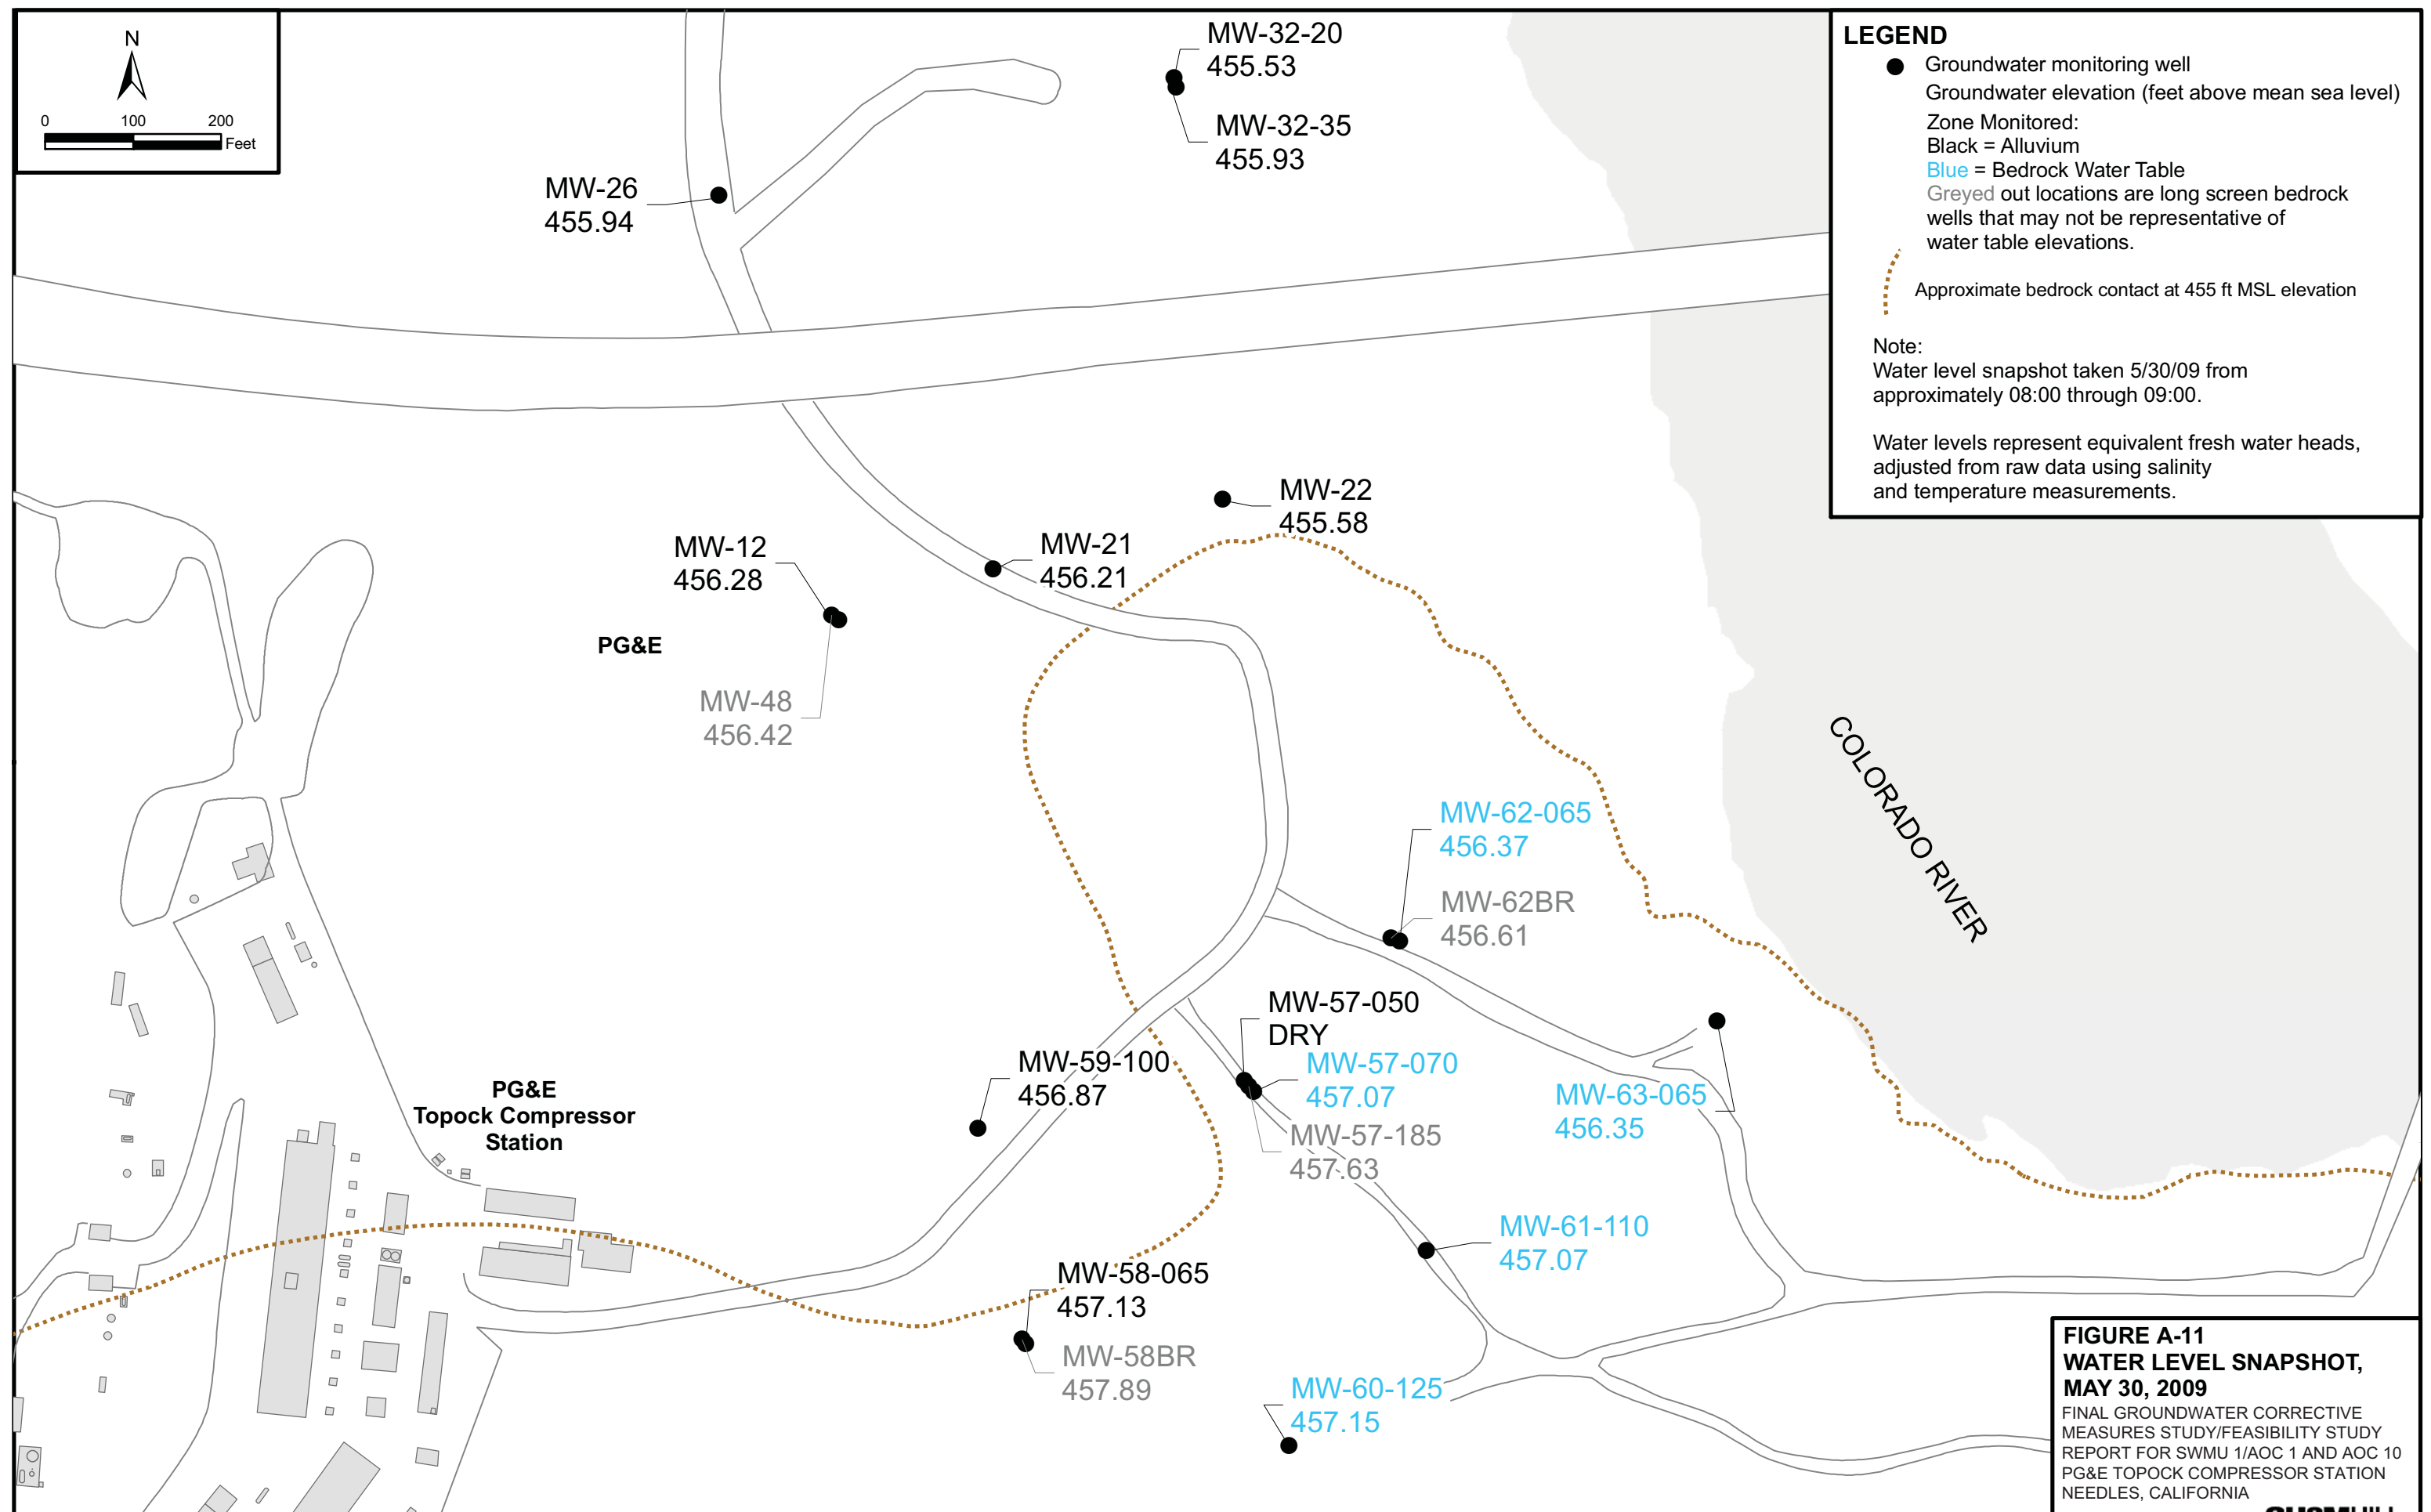 N
0 100 200
Feet
MW-32-20
455.53
MW-32-35
455.93
MW-26
455.94
LEGEND
Groundwater monitoring well
Groundwater elevation (feet above mean sea level)
Zone Monitored:
Black = Alluvium
Blue = Bedrock Water Table
Greyed out locations are long screen bedrock
wells that may not be representative of
water table elevations.
Approximate bedrock contact at 455 ft MSL elevation
Note:
Water level snapshot taken 5/30/09 from
approximately 08:00 through 09:00.
Water levels represent equivalent fresh water heads,
adjusted from raw data using salinity
and temperature measurements.
MW-22
455.58
MW-12
456.28
MW-21
456.21
PG&E
MW-48
456.42
COLORADO RIVER
MW-62-065
456.37
MW-62BR
456.61
MW-57-050
DRY
MW-57-070
457.07
MW-57-185
457.63
MW-59-100
456.87
MW-63-065
456.35
PG&E
Topock Compressor
Station
MW-61-110
457.07
MW-58-065
457.13
MW-58BR
457.89
MW-60-125
457.15
FIGURE A-11
WATER LEVEL SNAPSHOT,
MAY 30, 2009
FINAL GROUNDWATER CORRECTIVE
MEASURES STUDY/FEASIBILITY STUDY
REPORT FOR SWMU 1/AOC 1 AND AOC 10
PG&E TOPOCK COMPRESSOR STATION
NEEDLES, CALIFORNIA